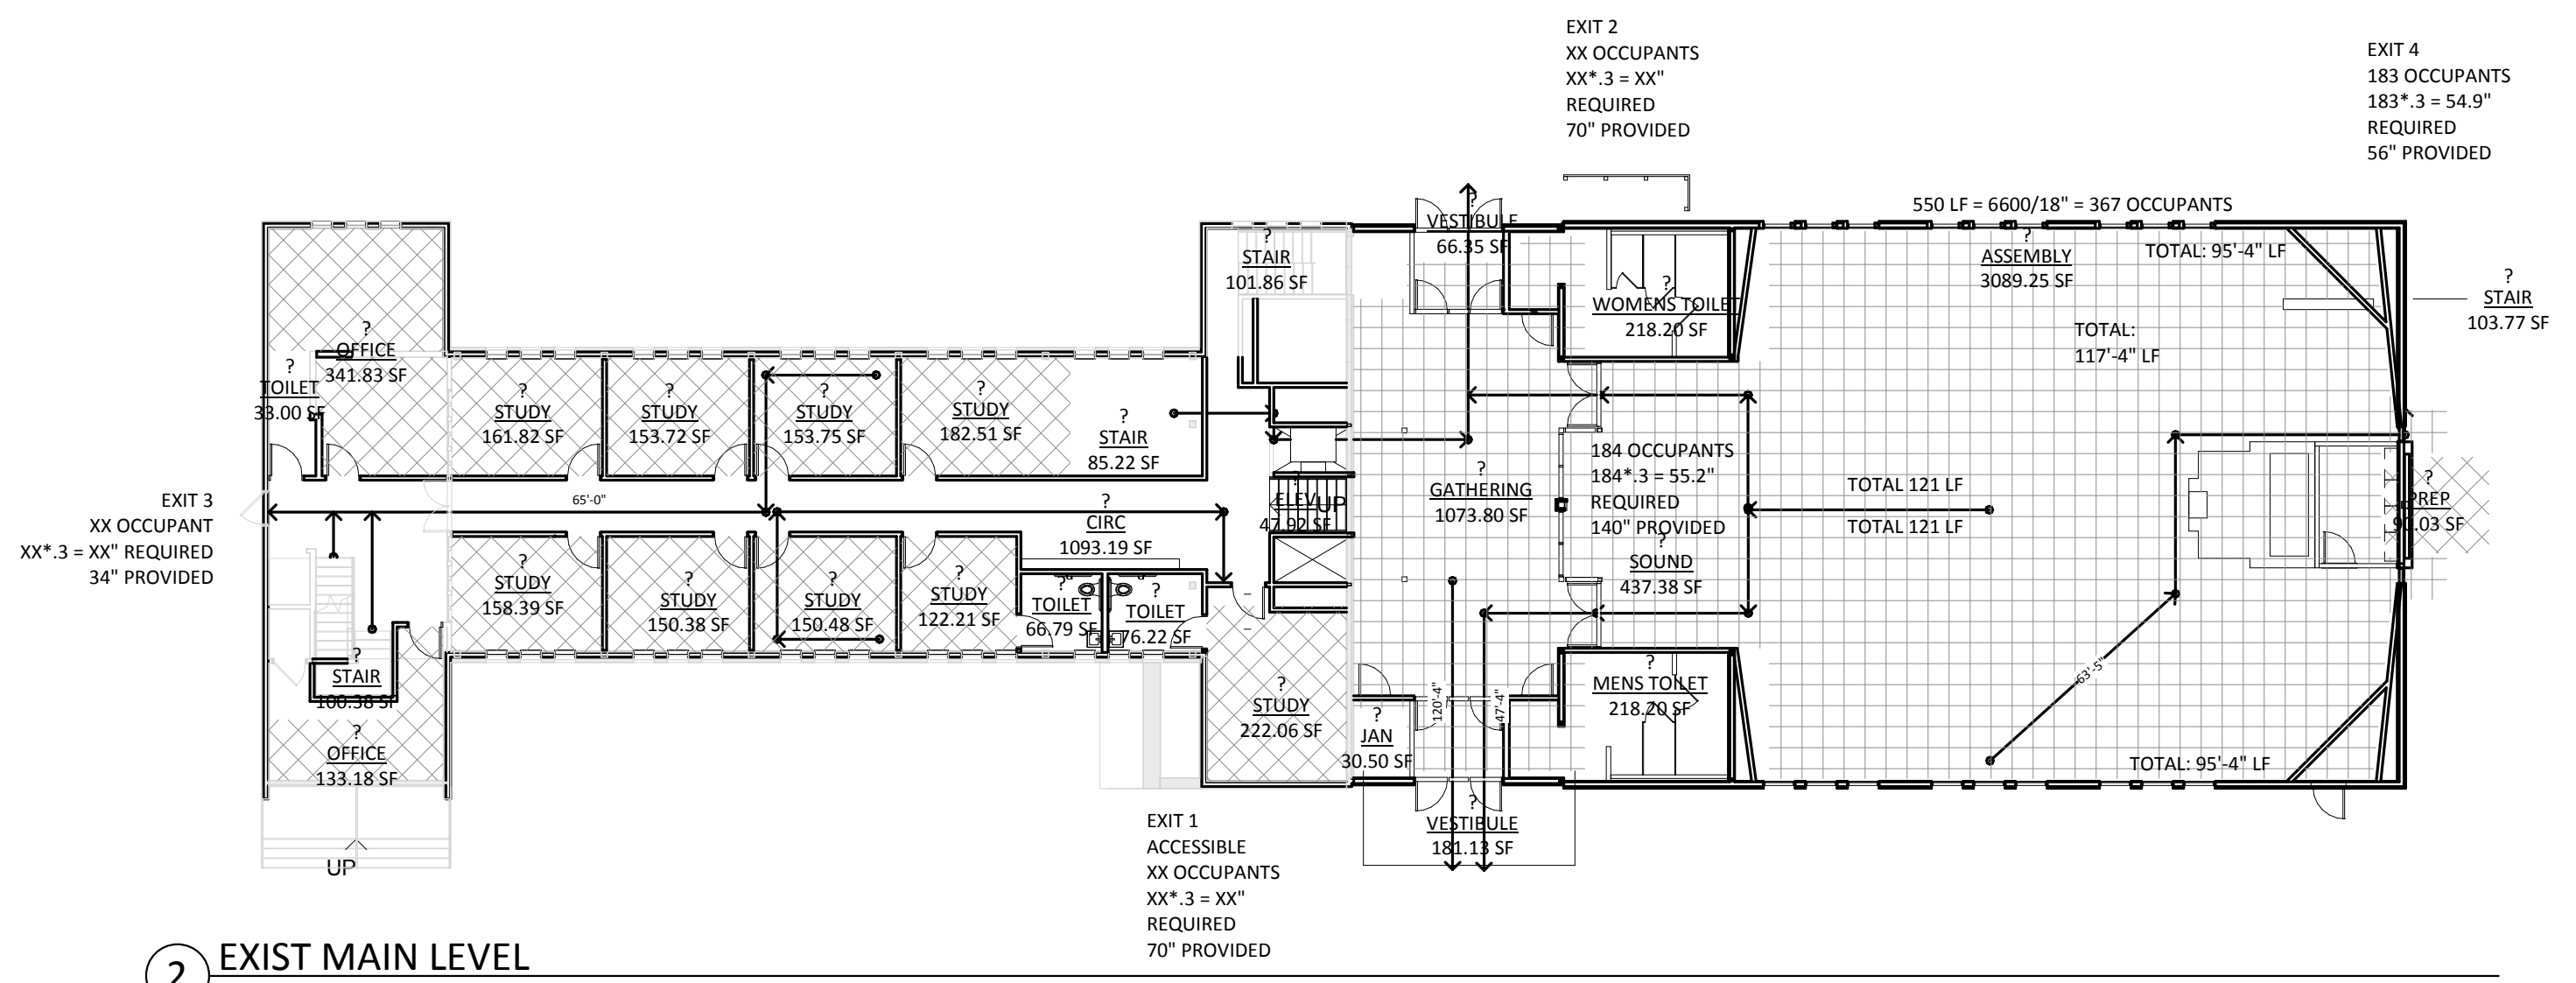 EXIT 2
XX OCCUPANTS
XX*.3 = XX"
REQUIRED
70" PROVIDED
EXIT 4
183 OCCUPANTS
183*.3 = 54.9"
REQUIRED
56" PROVIDED
550 LF = 6600/18" = 367 OCCUPANTS
?
VESTIBULE
66.35 SF
?
STAIR
101.86 SF
?
ASSEMBLY
3089.25 SF
TOTAL: 95'-4" LF
?
STAIR
103.77 SF
?
WOMENS TOILET
218.20 SF
TOTAL:
117'-4" LF
?
OFFICE
341.83 SF
?
TOILET
33.00 SF
?
STUDY
161.82 SF
?
STUDY
153.72 SF
?
STUDY
153.75 SF
?
STUDY
182.51 SF
?
STAIR
85.22 SF
184 OCCUPANTS
184*.3 = 55.2"
REQUIRED
140" PROVIDED
?
GATHERING
1073.80 SF
TOTAL 121 LF
TOTAL 121 LF
?
PREP
90.03 SF
EXIT 3
XX OCCUPANT
XX*.3 = XX" REQUIRED
34" PROVIDED
65'-0"
?
ELEV
47.92 SF
UP
?
CIRC
1093.19 SF
?
SOUND
437.38 SF
?
STUDY
158.39 SF
?
STUDY
150.38 SF
?
STUDY
150.48 SF
?
STUDY
122.21 SF
?
TOILET
66.79 SF
?
TOILET
76.22 SF
?
STAIR
100.38 SF
?
STUDY
222.06 SF
?
MENS TOILET
218.20 SF
63'-5"
120'-4"
47'-4"
?
JAN
30.50 SF
?
OFFICE
133.18 SF
TOTAL: 95'-4" LF
?
VESTIBULE
181.13 SF
UP
EXIT 1
ACCESSIBLE
XX OCCUPANTS
XX*.3 = XX"
REQUIRED
70" PROVIDED
2
EXIST MAIN LEVEL